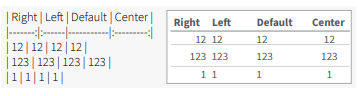 | Right | Left | Default | Center |
|-------:|:------|-----------|:---------:|
| 12 | 12 | 12 | 12 |
| 123 | 123 | 123 | 123 |
| 1 | 1 | 1 | 1 |
Right Left Default Center
12 12 12 12
123 123 123 123
1 1 1 1